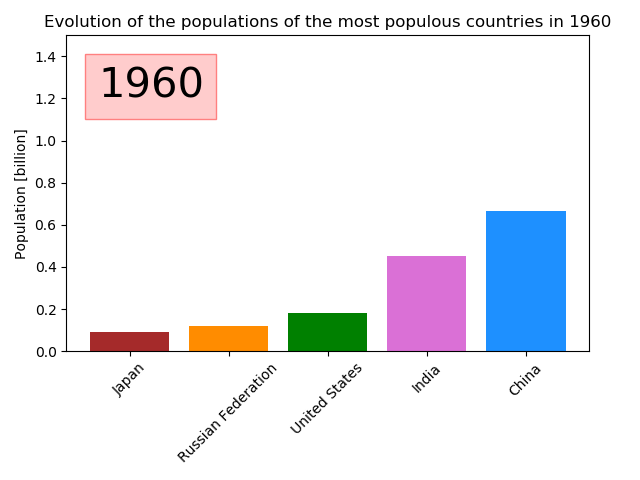 Evolution of the populations of the most populous countries in 1960
1960
Population [billion]
1.4
1.2
1.0
0.8
0.6
0.4
0.2
0.0
Japan
Russian Federation
United States
India
China